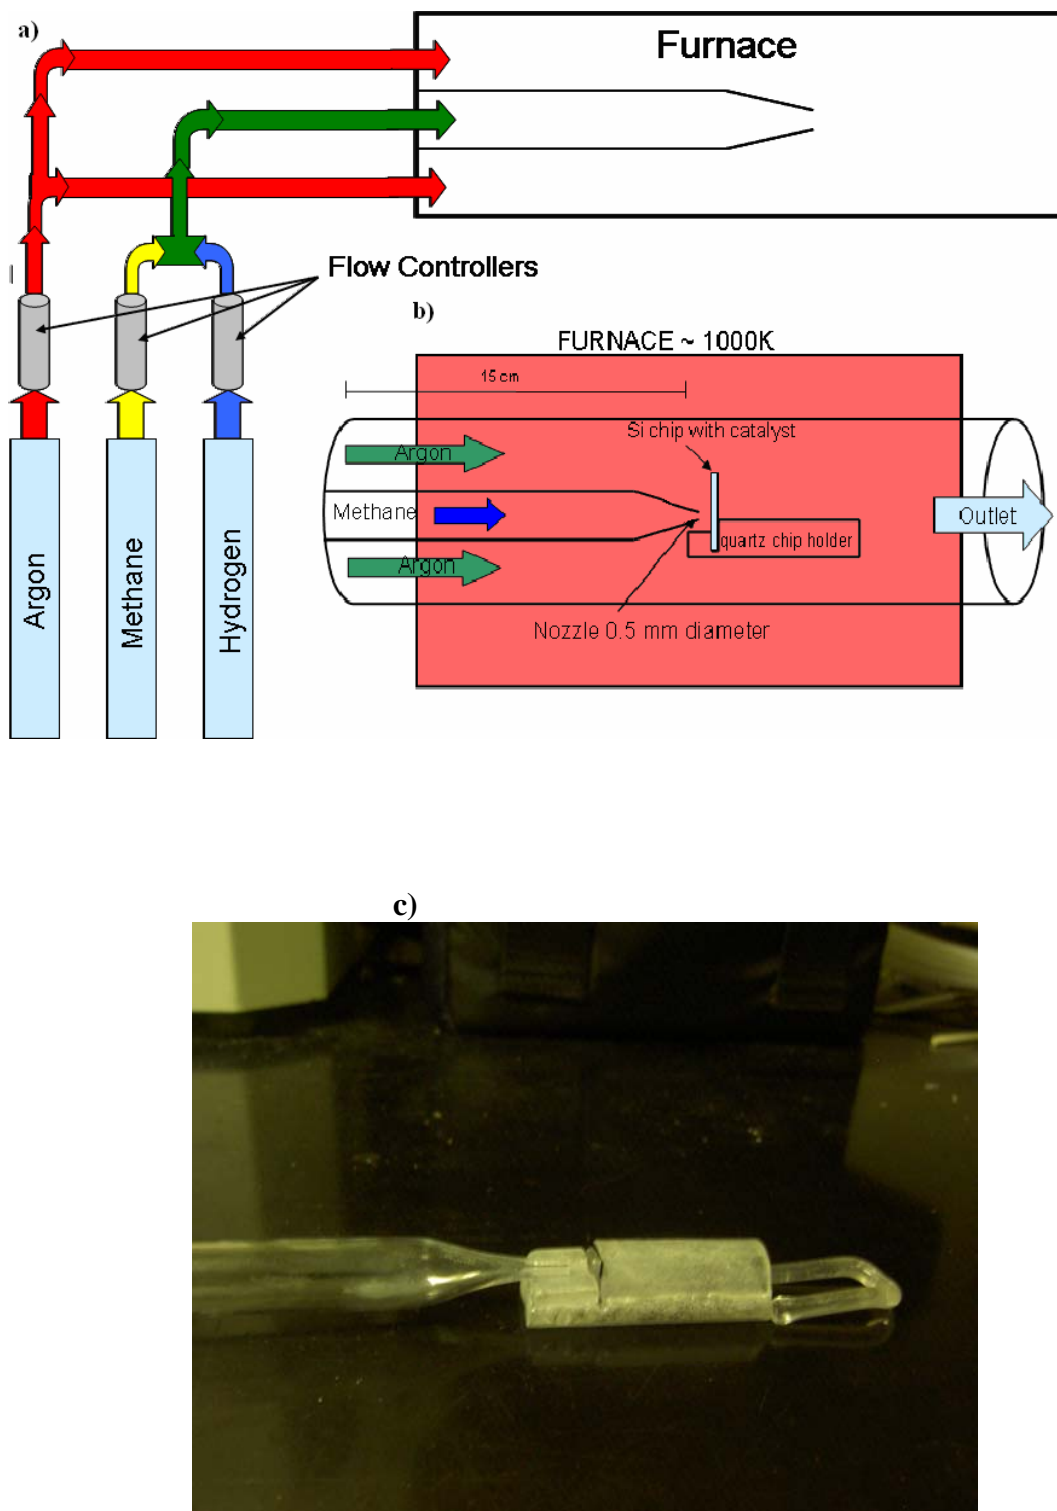 a)
Furnace
Flow Controllers
b)
FURNACE ~ 1000K
15 cm
Si chip with catalyst
Argon
Methane
Outlet
quartz chip holder
Argon
Nozzle 0.5 mm diameter
Argon
Methane
Hydrogen
c)